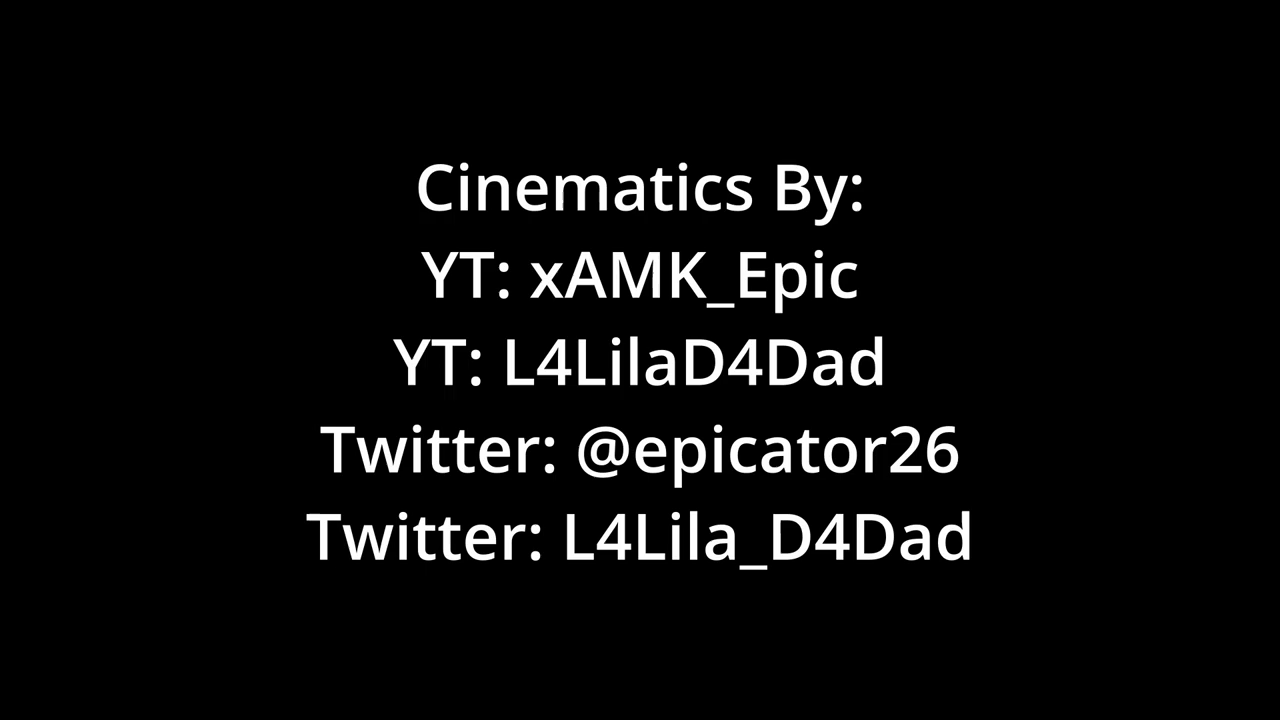 Cinematics By:
YT: xAMK_Epic
YT: L4LilaD4Dad
Twitter: @epicator26
Twitter: L4Lila_D4Dad